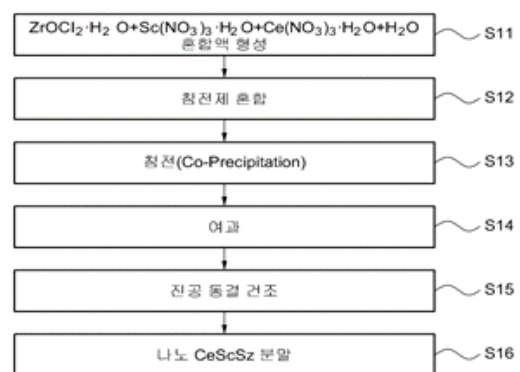 ZrOCl₂·H₂ O+Sc(NO₃)₃·H₂O+Ce(NO₃)₃·H₂O+H₂O
혼합액 형성
S11
침전제 혼합
S12
침전(Co-Precipitation)
S13
여과
S14
진공 동결 건조
S15
나노 CeScSz 분말
S16